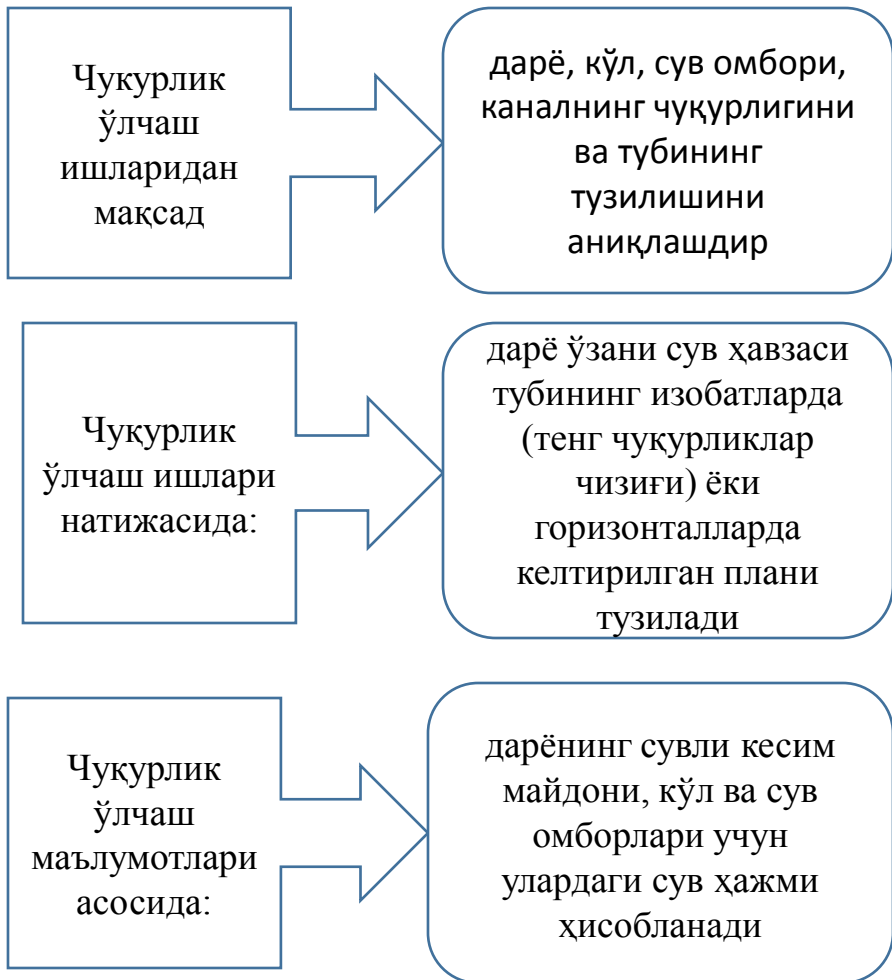 Чукурлик
ўлчаш
ишларидан
мақсад
дарё, кўл, сув омбори,
каналнинг чуқурлигини
ва тубининг
тузилишини
аниқлашдир
Чуқурлик
ўлчаш ишлари
натижасида:
дарё ўзани сув ҳавзаси
тубининг изобатларда
(тенг чуқурликлар
чизиғи) ёки
горизонталларда
келтирилган плани
тузилади
Чуқурлик
ўлчаш
маълумотлари
асосида:
дарёнинг сувли кесим
майдони, кўл ва сув
омборлари учун
улардаги сув ҳажми
ҳисобланади